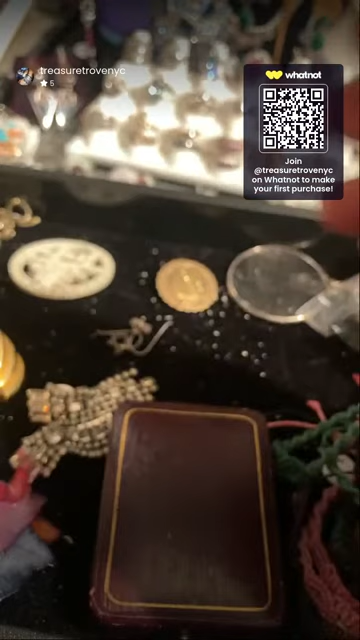 treasuretrovenyc
★ 5
whatnot
Join
@treasuretrovenyc
on Whatnot to make
your first purchase!